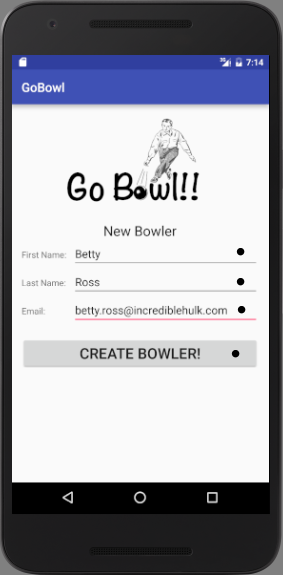 7:14
GoBowl
Go Bowl!!
New Bowler
First Name: Betty
Last Name: Ross
Email: betty.ross@incrediblehulk.com
CREATE BOWLER!